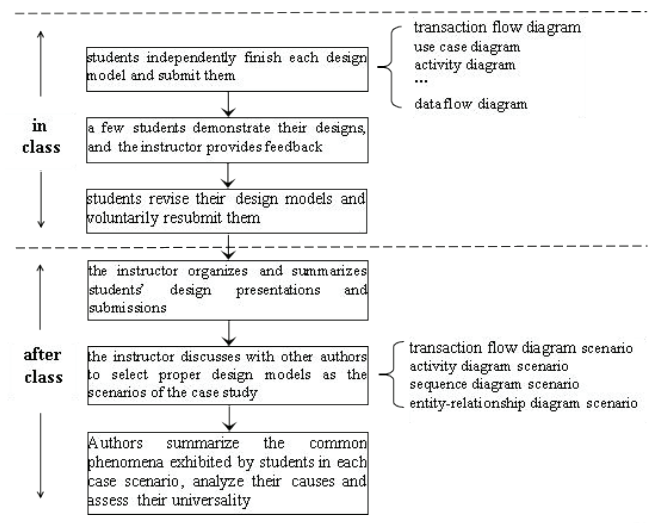 students independently finish each design
model and submit them
transaction flow diagram
use case diagram
activity diagram
...
data flow diagram
in
class
a few students demonstrate their designs,
and the instructor provides feedback
students revise their design models and
voluntarily resubmit them
the instructor organizes and summarizes
students' design presentations and
submissions
after
class
the instructor discusses with other authors
to select proper design models as the
scenarios of the case study
transaction flow diagram scenario
activity diagram scenario
sequence diagram scenario
entity-relationship diagram scenario
Authors summarize the common
phenomena exhibited by students in each
case scenario, analyze their causes and
assess their universality